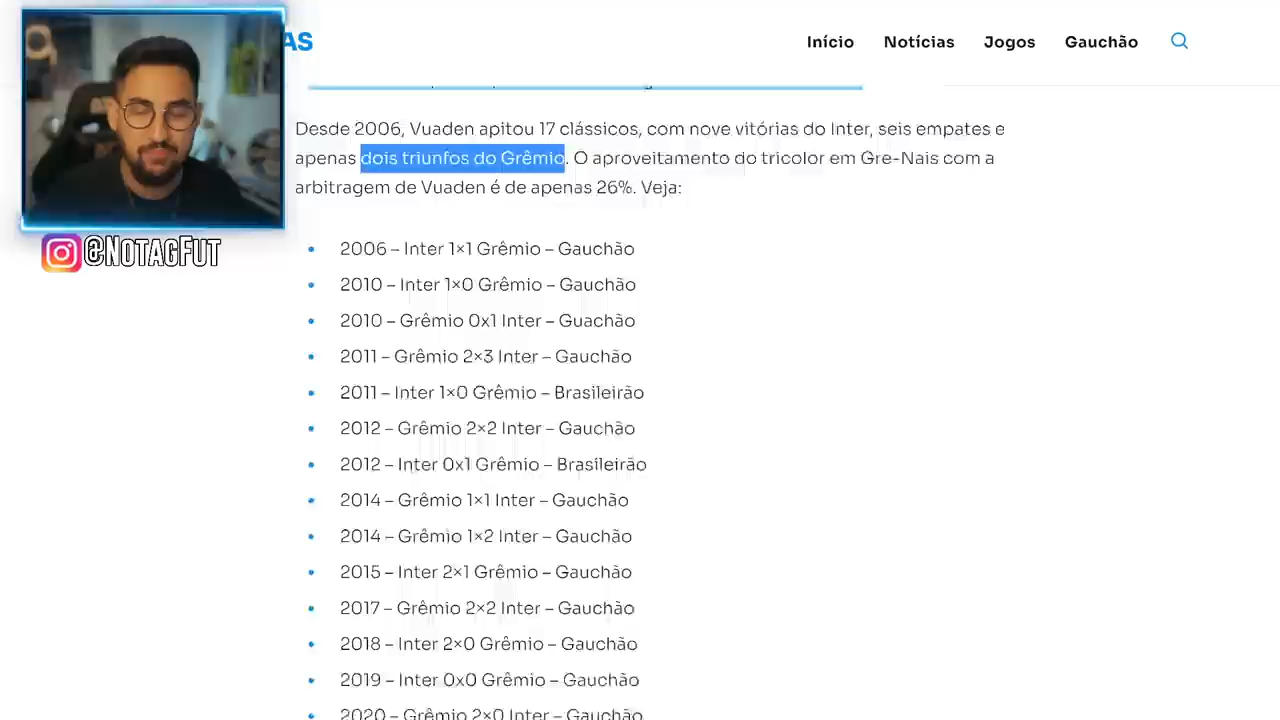 AS
Início
Notícias
Jogos
Gauchão
Desde 2006, Vuaden apitou 17 clássicos, com nove vitórias do Inter, seis empates e
apenas dois triunfos do Grêmio. O aproveitamento do tricolor em Gre-Nais com a
arbitragem de Vuaden é de apenas 26%. Veja:
@NOTAGFUT
• 2006 – Inter 1×1 Grêmio – Gauchão
• 2010 – Inter 1×0 Grêmio – Gauchão
• 2010 – Grêmio 0x1 Inter – Guachão
• 2011 – Grêmio 2×3 Inter – Gauchão
• 2011 – Inter 1×0 Grêmio – Brasileirão
• 2012 – Grêmio 2×2 Inter – Gauchão
• 2012 – Inter 0x1 Grêmio – Brasileirão
• 2014 – Grêmio 1×1 Inter – Gauchão
• 2014 – Grêmio 1×2 Inter – Gauchão
• 2015 – Inter 2×1 Grêmio – Gauchão
• 2017 – Grêmio 2×2 Inter – Gauchão
• 2018 – Inter 2×0 Grêmio – Gauchão
• 2019 – Inter 0x0 Grêmio – Gauchão
• 2020 – Grêmio 2×0 Inter – Gauchão